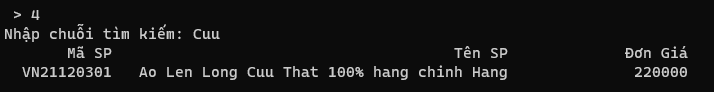 > 4
Nhập chuỗi tìm kiếm: Cuu
Mã SP Tên SP Đơn Giá
VN21120301 Ao Len Long Cuu That 100% hang chinh Hang 220000